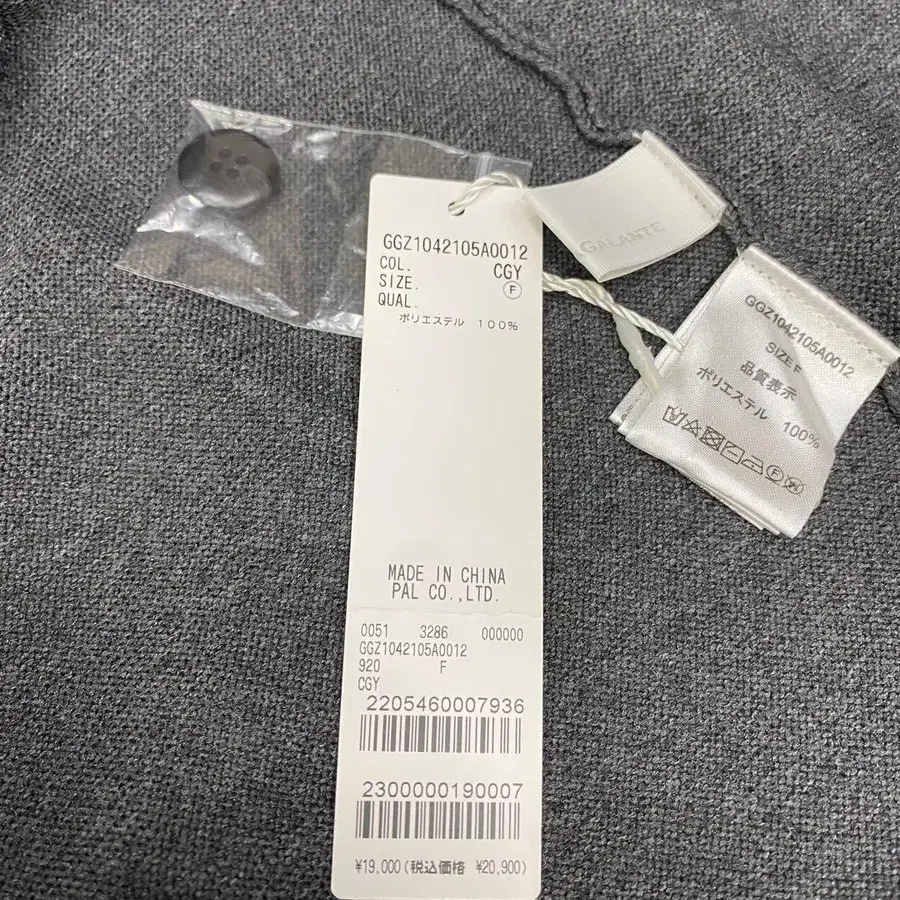 GGZ1042105A0012
COL. CGY
SIZE. F
QUAL.
ポリエステル 100%
MADE IN CHINA
PAL CO.,LTD.
0051 3286 000000
GGZ1042105A0012
920 F
CGY
2205460007936
2300000190007
¥19,000(税込価格 ¥20,900)
GALANTE
GGZ1042105A0012
SIZE F
品質表示
ポリエステル 100%
F
W